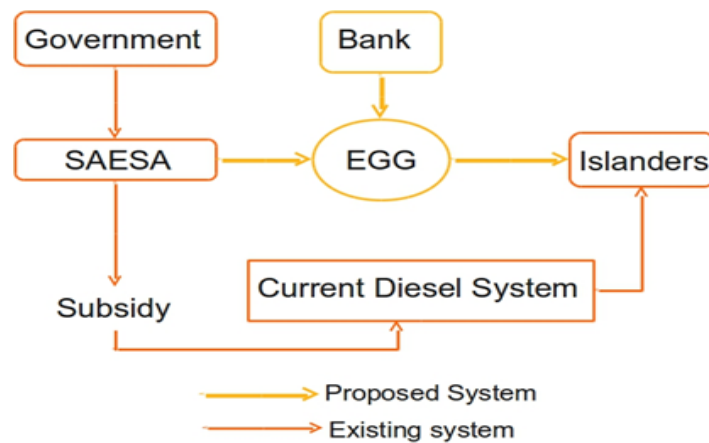 Government
Bank
SAESA
EGG
Islanders
Current Diesel System
Subsidy
Proposed System
Existing system